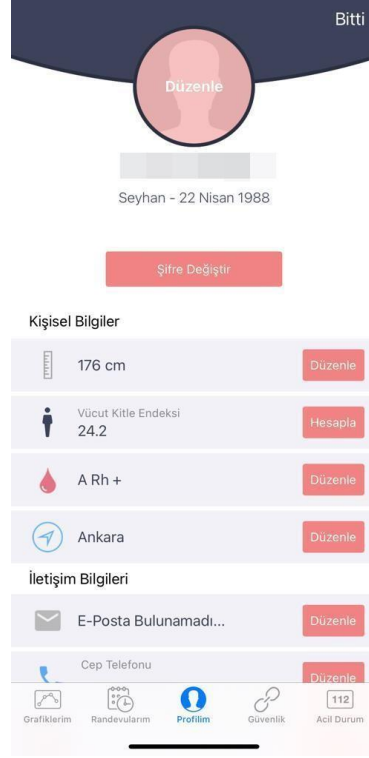 Bitti
Düzenle
Seyhan - 22 Nisan 1988
Şifre Değiştir
Kişisel Bilgiler
176 cm
Düzenle
Vücut Kitle Endeksi
24.2
Hesapla
A Rh +
Düzenle
Ankara
Düzenle
İletişim Bilgileri
E-Posta Bulunamadı...
Düzenle
Cep Telefonu
Düzenle
112
Grafiklerim
Randevularım
Profilim
Güvenlik
Acil Durum